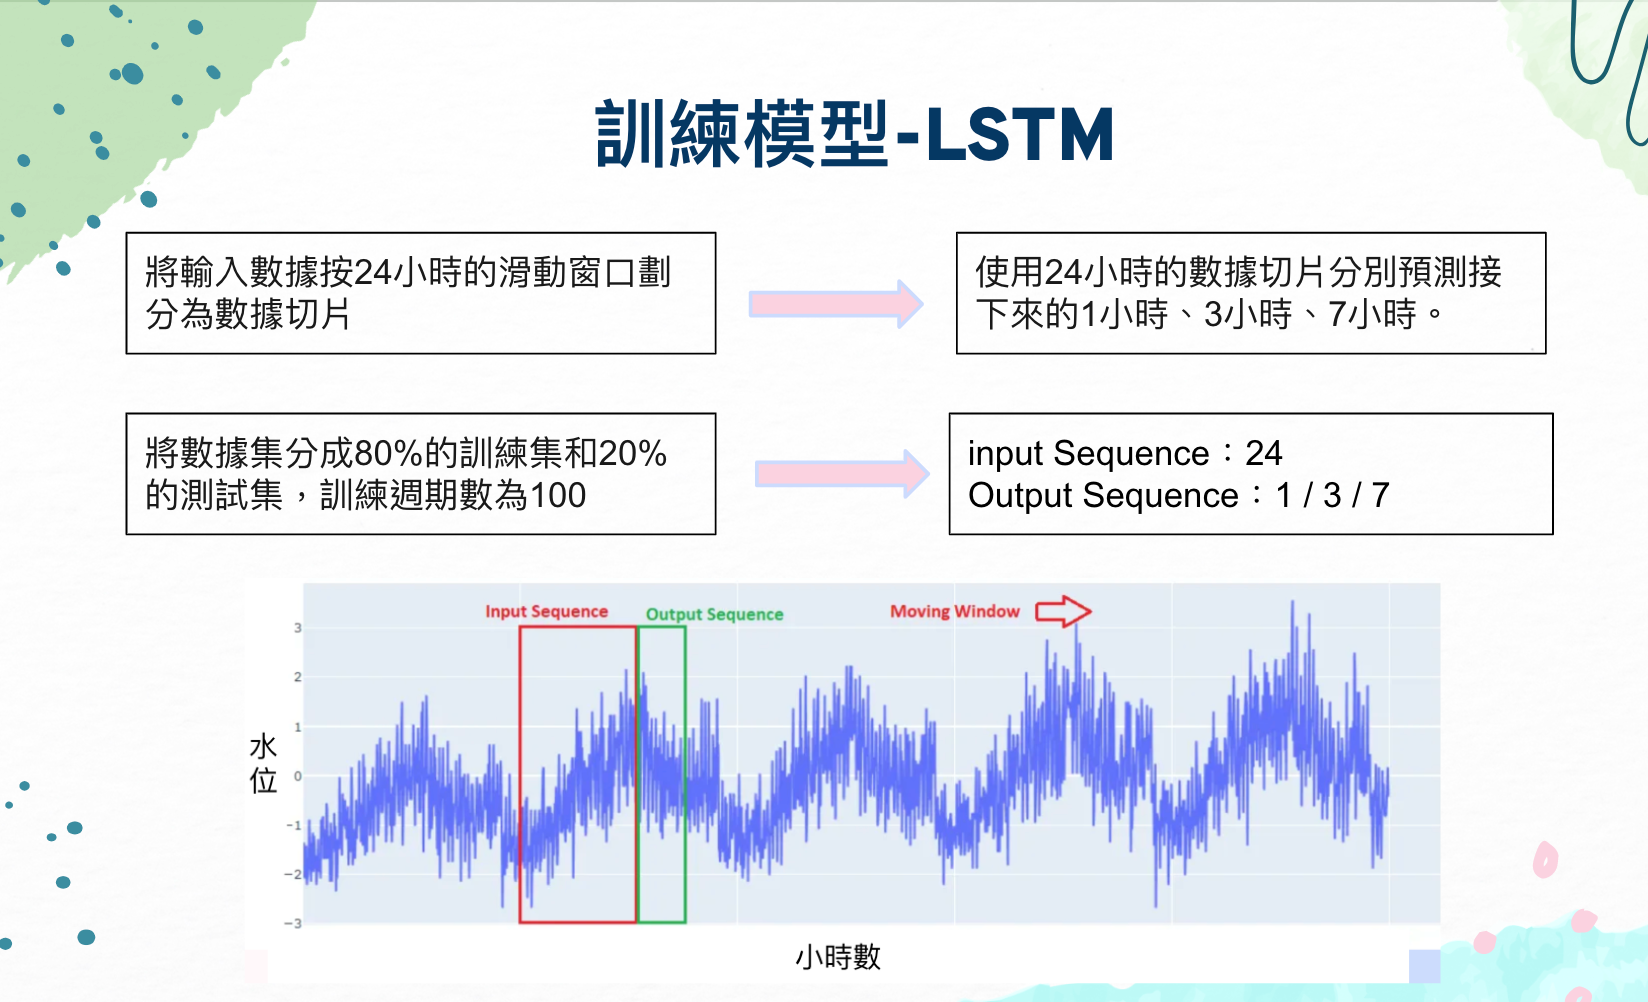 訓練模型-LSTM
將輸入數據按24小時的滑動窗口劃
分為數據切片
使用24小時的數據切片分別預測接
下來的1小時、3小時、7小時。
將數據集分成80%的訓練集和20%
的測試集，訓練週期數為100
input Sequence：24
Output Sequence：1 / 3 / 7
Input Sequence
Output Sequence
Moving Window
3
2
1
0
−1
−2
−3
水
位
小時數